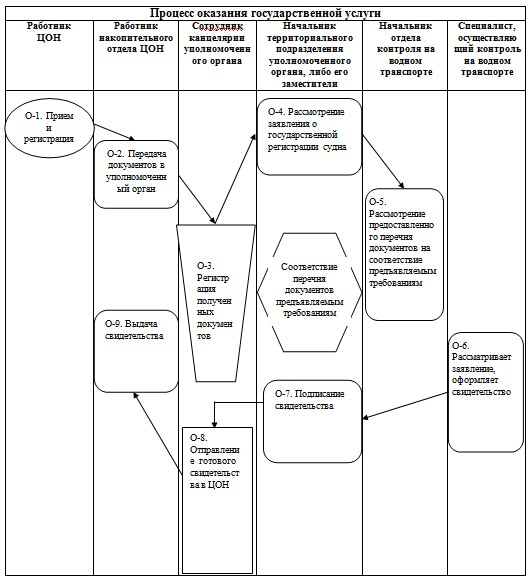 Процесс оказания государственной услуги
Работник
ЦОН
Работник
накопительного
отдела ЦОН
Сотрудник
канцелярии
уполномоченн
ого органа
Начальник
территориального
подразделения
уполномоченного
органа, либо его
заместители
Начальник
отдела
контроля на
водном
транспорте
Специалист,
осуществляю
щий контроль
на водном
транспорте
О-1. Прием
и
регистрация
О-2. Передача
документов в
уполномочен
ный орган
О-3.
Регистр
ация
получен
ных
докумен
тов
О-4. Рассмотрение
заявления о
государственной
регистрации судна
О-5.
Рассмотрение
предоставленно
го перечня
документов на
соответствие
предъявляемым
требованиям
Соответствие
перечня
документов
предъявляемым
требованиям
О-6.
Рассматривает
заявление,
оформляет
свидетельство
О-7. Подписание
свидетельства
О-8.
Отправлени
е готового
свидетельст
ва в ЦОН
О-9. Выдача
свидетельства